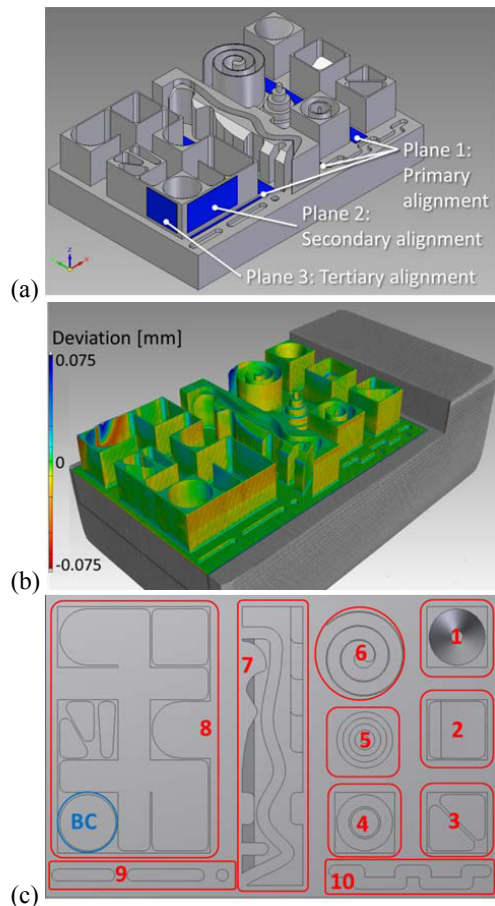 (a)
Plane 1:
Primary
alignment
Plane 2:
Secondary alignment
Plane 3: Tertiary alignment
Z
Y
X
(b)
Deviation [mm]
0.075
0
-0.075
(c)
1
6
7
8
2
5
BC
4
3
9
10